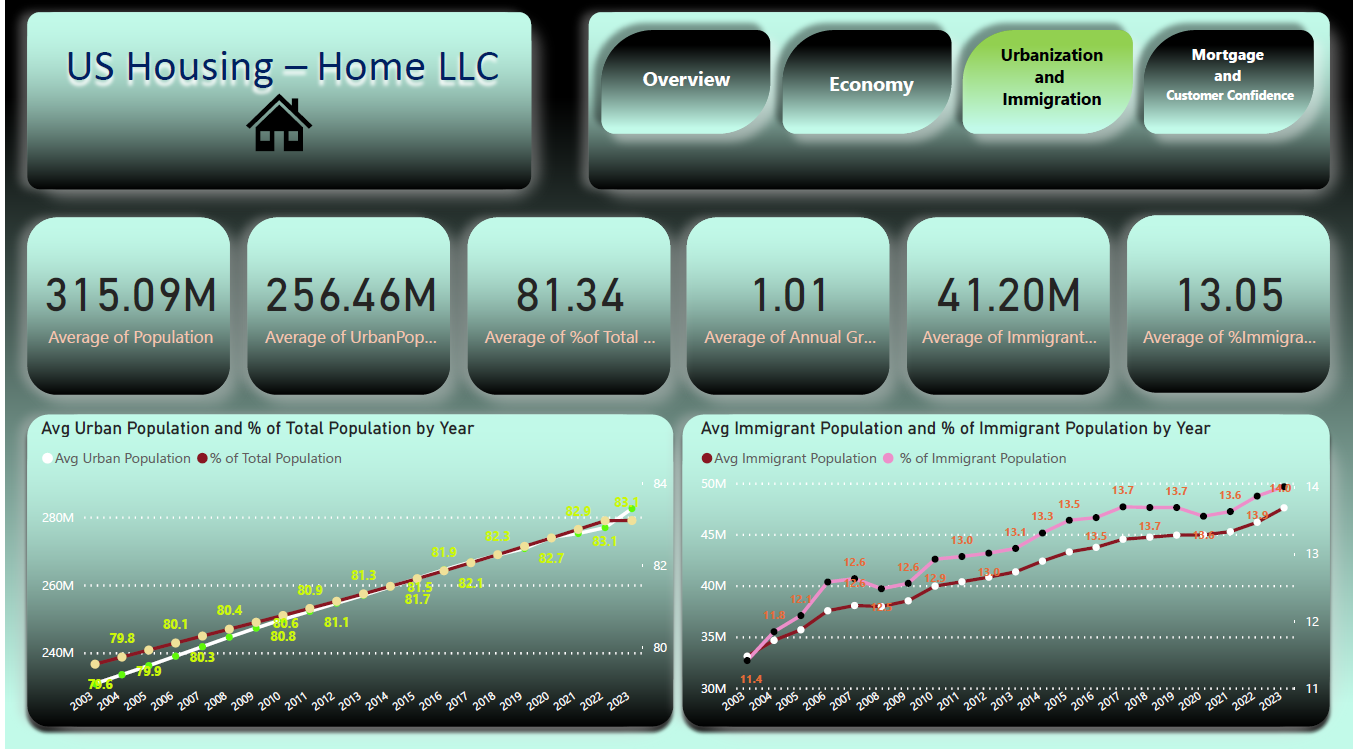 US Housing – Home LLC
Overview
Economy
Urbanization
and
Immigration
Mortgage
and
Customer Confidence
315.09M
Average of Population
256.46M
Average of UrbanPop...
81.34
Average of %of Total ...
1.01
Average of Annual Gr...
41.20M
Average of Immigrant...
13.05
Average of %Immigra...
Avg Urban Population and % of Total Population by Year
Avg Urban Population % of Total Population
84
82
80
280M
260M
240M
79.6
79.8
79.9
80.1
80.3
80.4
80.6
80.8
80.9
81.1
81.3
81.5
81.7
81.9
82.1
82.3
82.7
82.9
83.1
83.1
2003 2004 2005 2006 2007 2008 2009 2010 2011 2012 2013 2014 2015 2016 2017 2018 2019 2020 2021 2022 2023
Avg Immigrant Population and % of Immigrant Population by Year
Avg Immigrant Population % of Immigrant Population
50M
45M
40M
35M
30M
14
13
12
11
11.4
11.8
12.1
12.6
12.6
12.5
12.6
12.9
13.0
13.0
13.1
13.3
13.5
13.5
13.7
13.7
13.7
13.6
13.6
13.9
14.0
2003 2004 2005 2006 2007 2008 2009 2010 2011 2012 2013 2014 2015 2016 2017 2018 2019 2020 2021 2022 2023